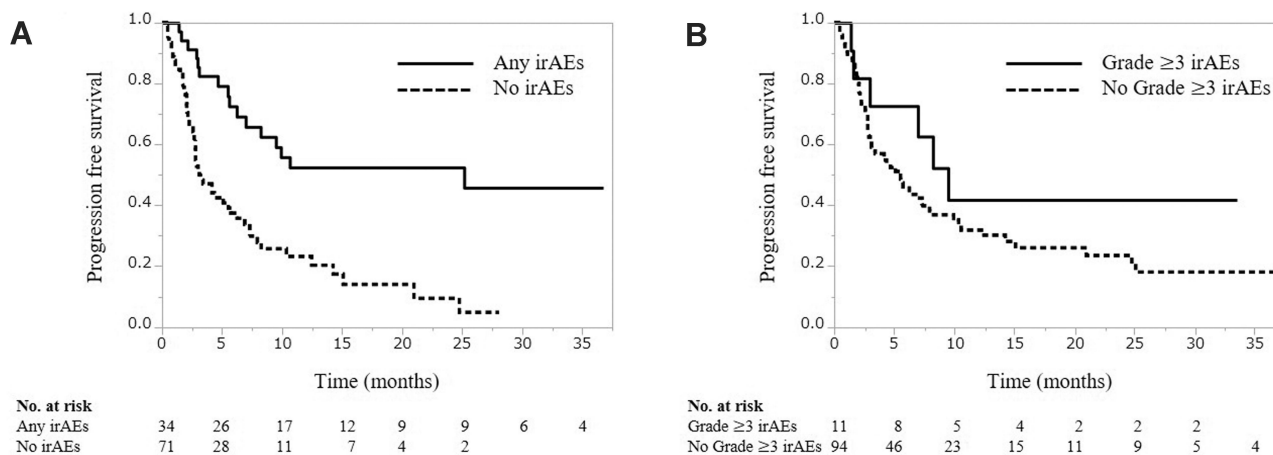 A
Progression free survival
1.0
0.8
0.6
0.4
0.2
0.0
Any irAEs
No irAEs
0 5 10 15 20 25 30 35
Time (months)
No. at risk
Any irAEs 34 26 17 12 9 9 6 4
No irAEs 71 28 11 7 4 2
B
Progression free survival
1.0
0.8
0.6
0.4
0.2
0.0
Grade ≥3 irAEs
No Grade ≥3 irAEs
0 5 10 15 20 25 30 35
Time (months)
No. at risk
Grade ≥3 irAEs 11 8 5 4 2 2 2
No Grade ≥3 irAEs 94 46 23 15 11 9 5 4